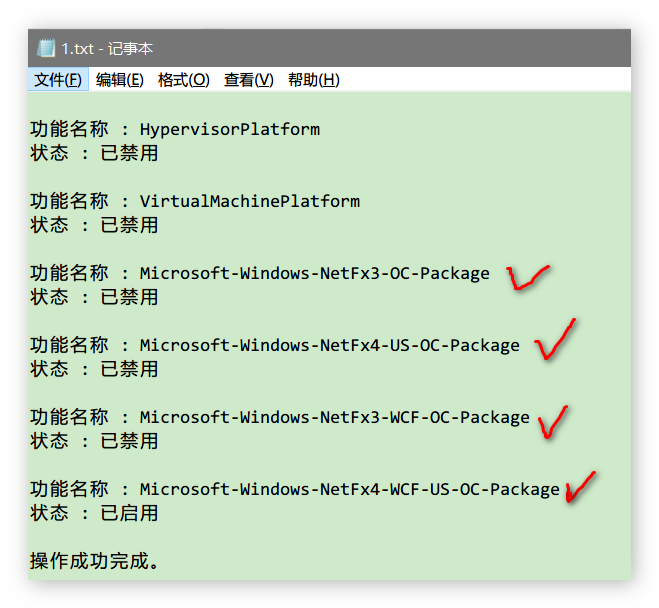 1.txt - 记事本
文件(F) 编辑(E) 格式(O) 查看(V) 帮助(H)
功能名称 : HypervisorPlatform
状态 : 已禁用
功能名称 : VirtualMachinePlatform
状态 : 已禁用
功能名称 : Microsoft-Windows-NetFx3-OC-Package
状态 : 已禁用
功能名称 : Microsoft-Windows-NetFx4-US-OC-Package
状态 : 已禁用
功能名称 : Microsoft-Windows-NetFx3-WCF-OC-Package
状态 : 已禁用
功能名称 : Microsoft-Windows-NetFx4-WCF-US-OC-Package
状态 : 已启用
操作成功完成。